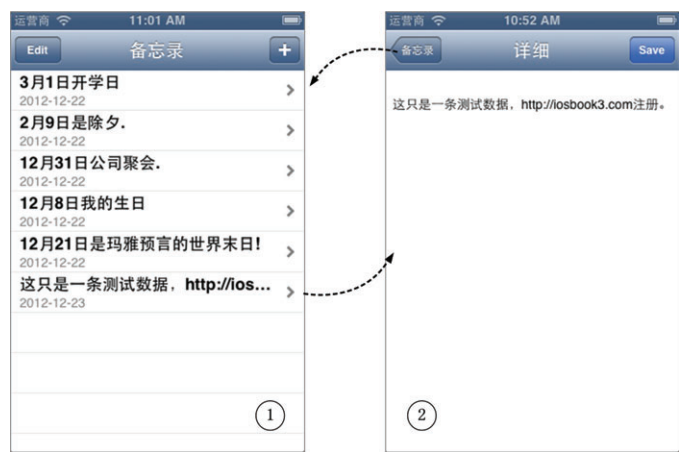 运营商 11:01 AM
Edit 备忘录 +
3月1日开学日
2012-12-22
2月9日是除夕.
2012-12-22
12月31日公司聚会.
2012-12-22
12月8日我的生日
2012-12-22
12月21日是玛雅预言的世界末日!
2012-12-22
这只是一条测试数据，http://ios...
2012-12-23
1
运营商 10:52 AM
备忘录 详细 Save
这只是一条测试数据，http://iosbook3.com注册。
2